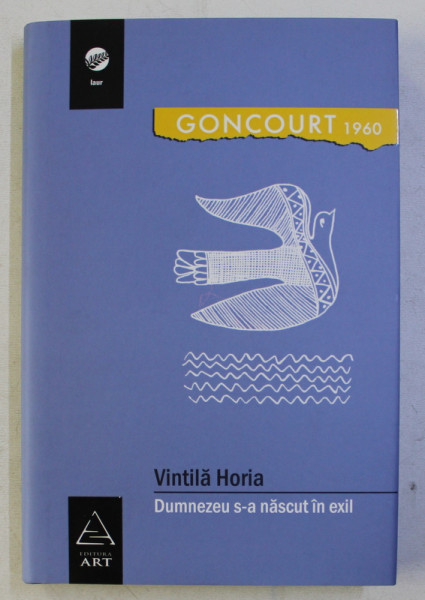 laur
GONCOURT 1960
Vintilă Horia
Dumnezeu s-a născut în exil
EDITURA
ART